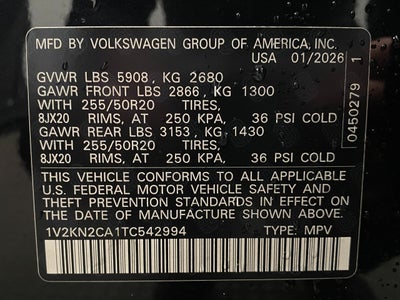 MFD BY VOLKSWAGEN GROUP OF AMERICA, INC.
USA 01/2026
GVWR LBS 5908, KG 2680
GAWR FRONT LBS 2866, KG 1300
WITH 255/50R20 TIRES,
8JX20 RIMS, AT 250 KPA, 36 PSI COLD
GAWR REAR LBS 3153, KG 1430
WITH 255/50R20 TIRES,
8JX20 RIMS, AT 250 KPA, 36 PSI COLD
THIS VEHICLE CONFORMS TO ALL APPLICABLE
U.S. FEDERAL MOTOR VEHICLE SAFETY AND
THEFT PREVENTION STANDARDS IN EFFECT
ON THE DATE OF MANUFACTURE SHOWN ABOVE.
1V2KN2CA1TC542994 TYPE: MPV
0450279 1